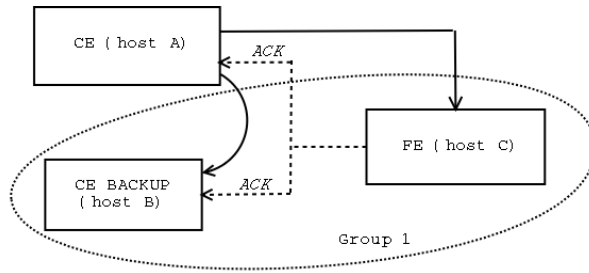 CE ( host A)
ACK
FE ( host C)
CE BACKUP
( host B)
ACK
Group 1